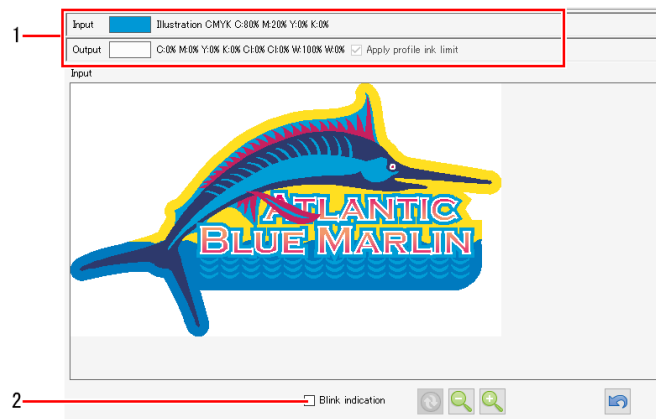 1
Input Illustration CMYK C:80% M:20% Y:0% K:0%
Output C:0% M:0% Y:0% K:0% Cl:0% Cl:0% W:100% W:0% Apply profile ink limit
Input
ATLANTIC
BLUE MARLIN
2
Blink indication